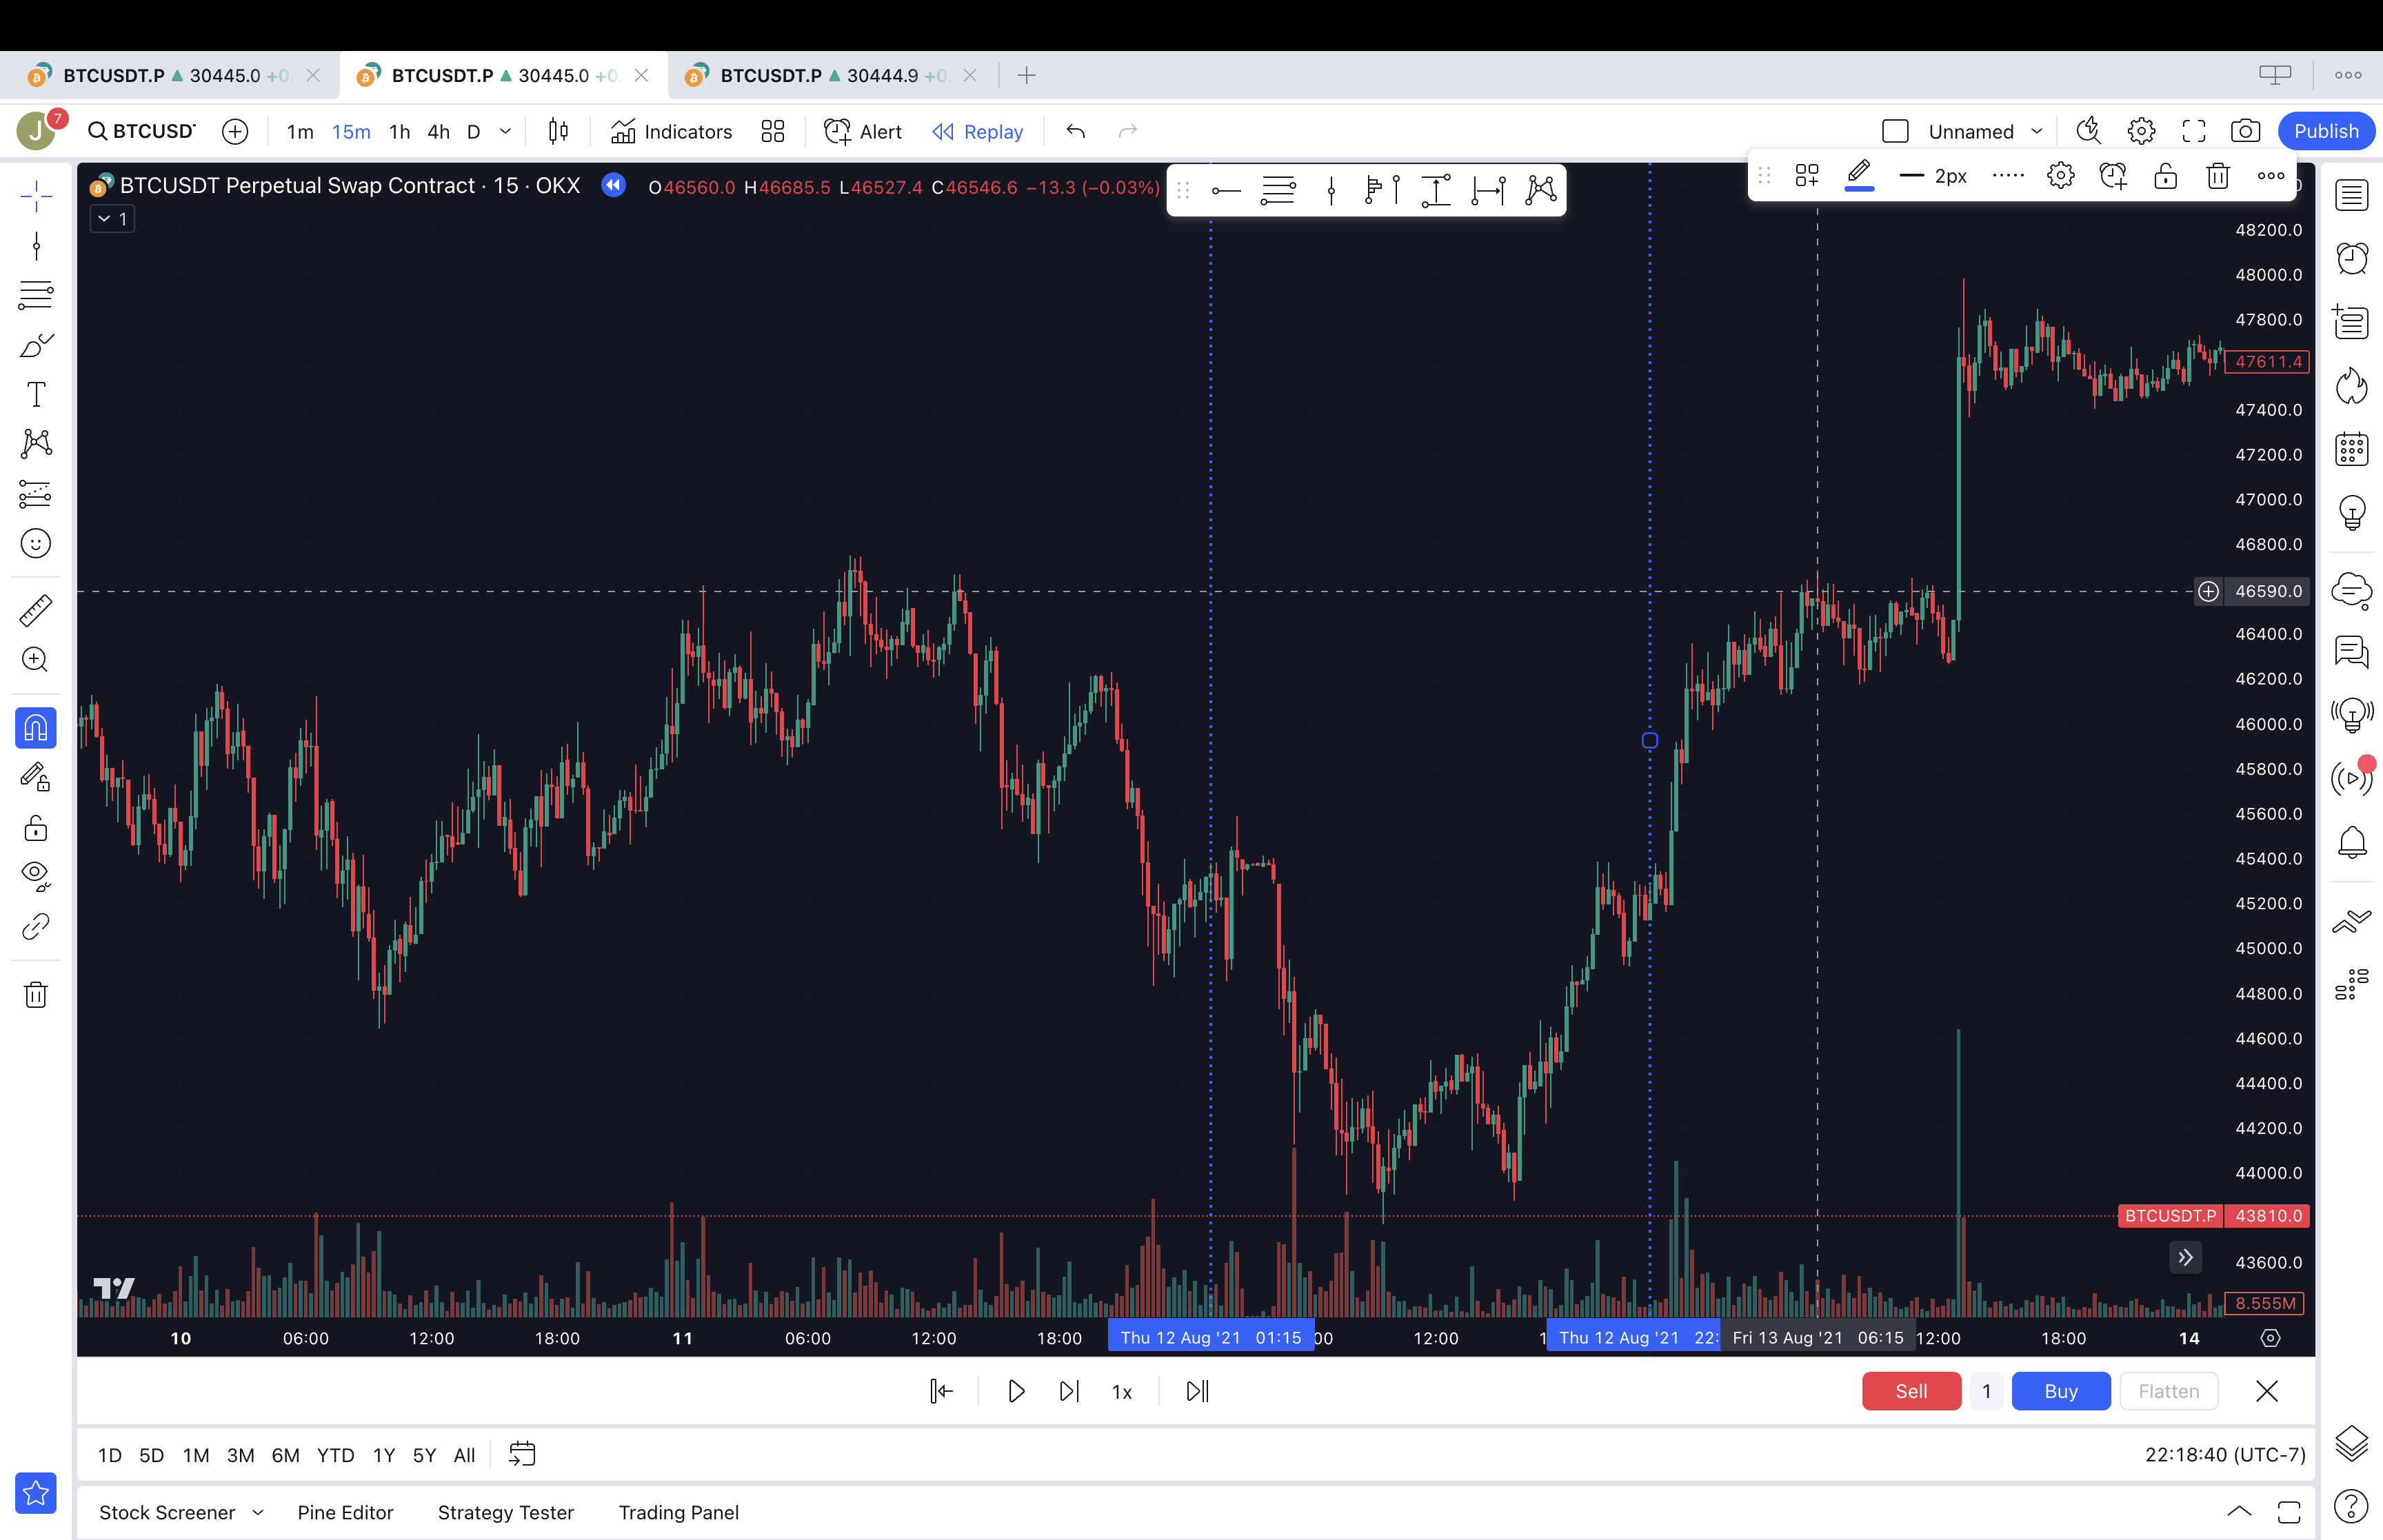 BTCUSDT.P 30445.0 +0.
BTCUSDT.P 30445.0 +0.
BTCUSDT.P 30444.9 +0.
J 7 BTCUSD 1m 15m 1h 4h D Indicators Alert Replay Unnamed Publish
BTCUSDT Perpetual Swap Contract · 15 · OKX O46560.0 H46685.5 L46527.4 C46546.6 −13.3 (−0.03%)
2px
1
48200.0
48000.0
47800.0
47611.4
47400.0
47200.0
47000.0
46800.0
46590.0
46400.0
46200.0
46000.0
45800.0
45600.0
45400.0
45200.0
45000.0
44800.0
44600.0
44400.0
44200.0
44000.0
BTCUSDT.P 43810.0
43600.0
8.555M
10 06:00 12:00 18:00 11 06:00 12:00 18:00 Thu 12 Aug '21 01:15 00 12:00 1 Thu 12 Aug '21 22: Fri 13 Aug '21 06:15 12:00 18:00 14
1x Sell 1 Buy Flatten
1D 5D 1M 3M 6M YTD 1Y 5Y All 22:18:40 (UTC-7)
Stock Screener Pine Editor Strategy Tester Trading Panel